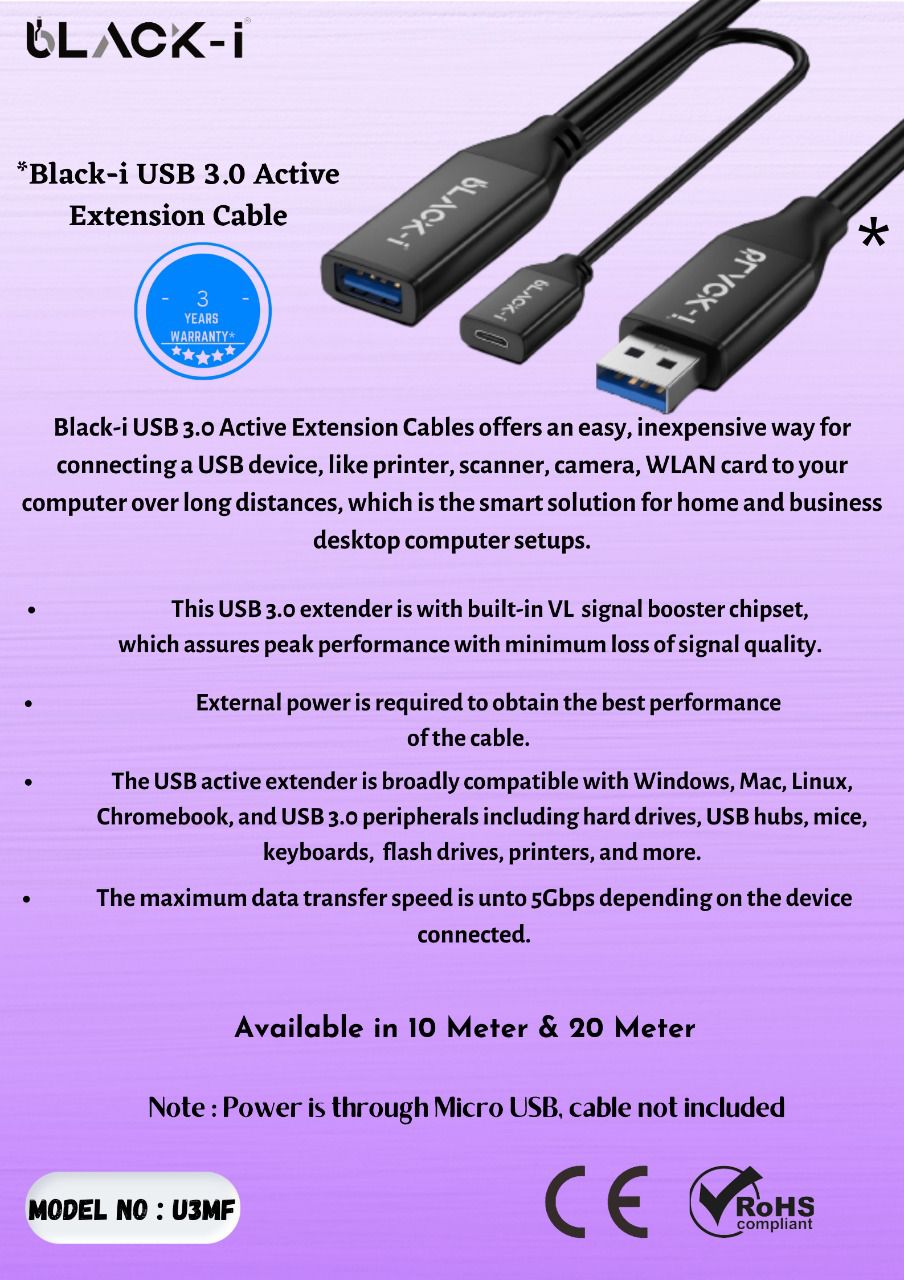 bLACK-i®
bLACK-i
bLACK-i
bLACK-i
*Black-i USB 3.0 Active
Extension Cable
*
- 3 -
YEARS
WARRANTY*
Black-i USB 3.0 Active Extension Cables offers an easy, inexpensive way for
connecting a USB device, like printer, scanner, camera, WLAN card to your
computer over long distances, which is the smart solution for home and business
desktop computer setups.
• This USB 3.0 extender is with built-in VL signal booster chipset,
which assures peak performance with minimum loss of signal quality.
• External power is required to obtain the best performance
of the cable.
• The USB active extender is broadly compatible with Windows, Mac, Linux,
Chromebook, and USB 3.0 peripherals including hard drives, USB hubs, mice,
keyboards, flash drives, printers, and more.
• The maximum data transfer speed is unto 5Gbps depending on the device
connected.
Available in 10 Meter & 20 Meter
Note : Power is through Micro USB, cable not included
MODEL NO : U3MF
CE
RoHS
compliant